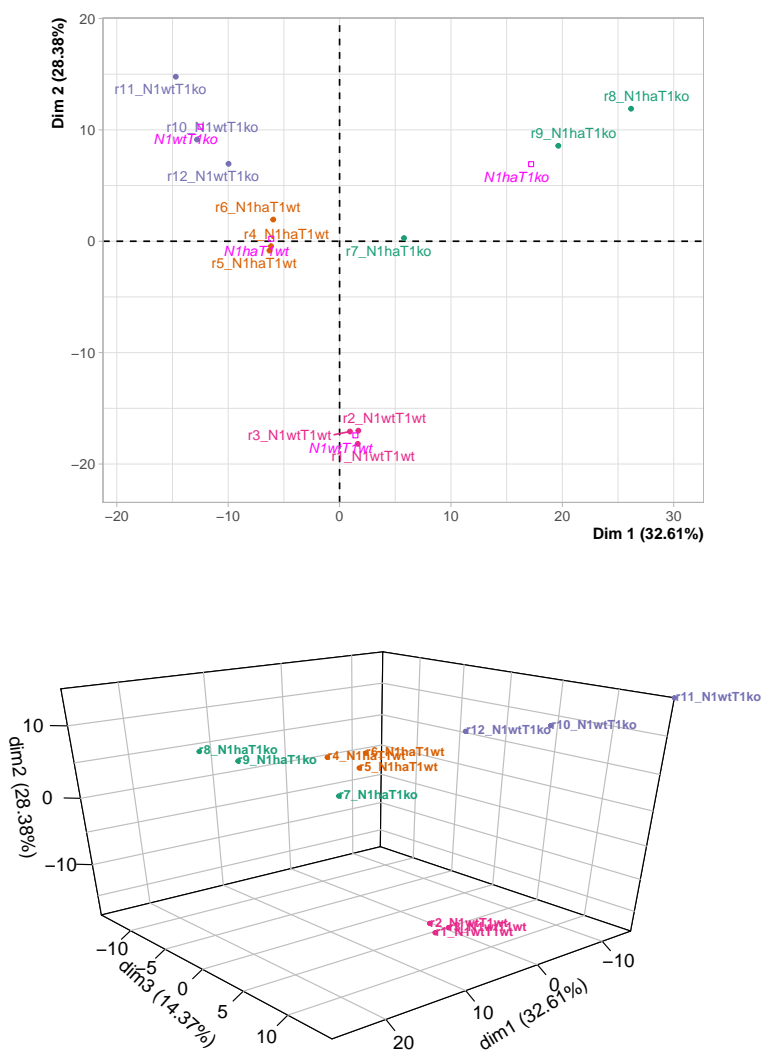 20
Dim 2 (28.38%)
r11_N1wtT1ko
r8_N1haT1ko
10
r10_N1wtT1ko
r9_N1haT1ko
N1wtT1ko
r12_N1wtT1ko
N1haT1ko
r6_N1haT1wt
r4_N1haT1wt
0
N1haT1wt
r7_N1haT1ko
r5_N1haT1wt
−10
r2_N1wtT1wt
r3_N1wtT1wt
N1wtT1wt
r1_N1wtT1wt
−20
−20 −10 0 10 20 30
Dim 1 (32.61%)
r11_N1wtT1ko
10
r12_N1wtT1ko
r10_N1wtT1ko
r8_N1haT1ko
r6_N1haT1wt
r9_N1haT1ko
r4_N1haT1wt
r5_N1haT1wt
dim2 (28.38%)
0
r7_N1haT1ko
−10
r2_N1wtT1wt
r3_N1wtT1wt
r1_N1wtT1wt
−10
−5
0
5
10
dim3 (14.37%)
−10
0
10
20
dim1 (32.61%)